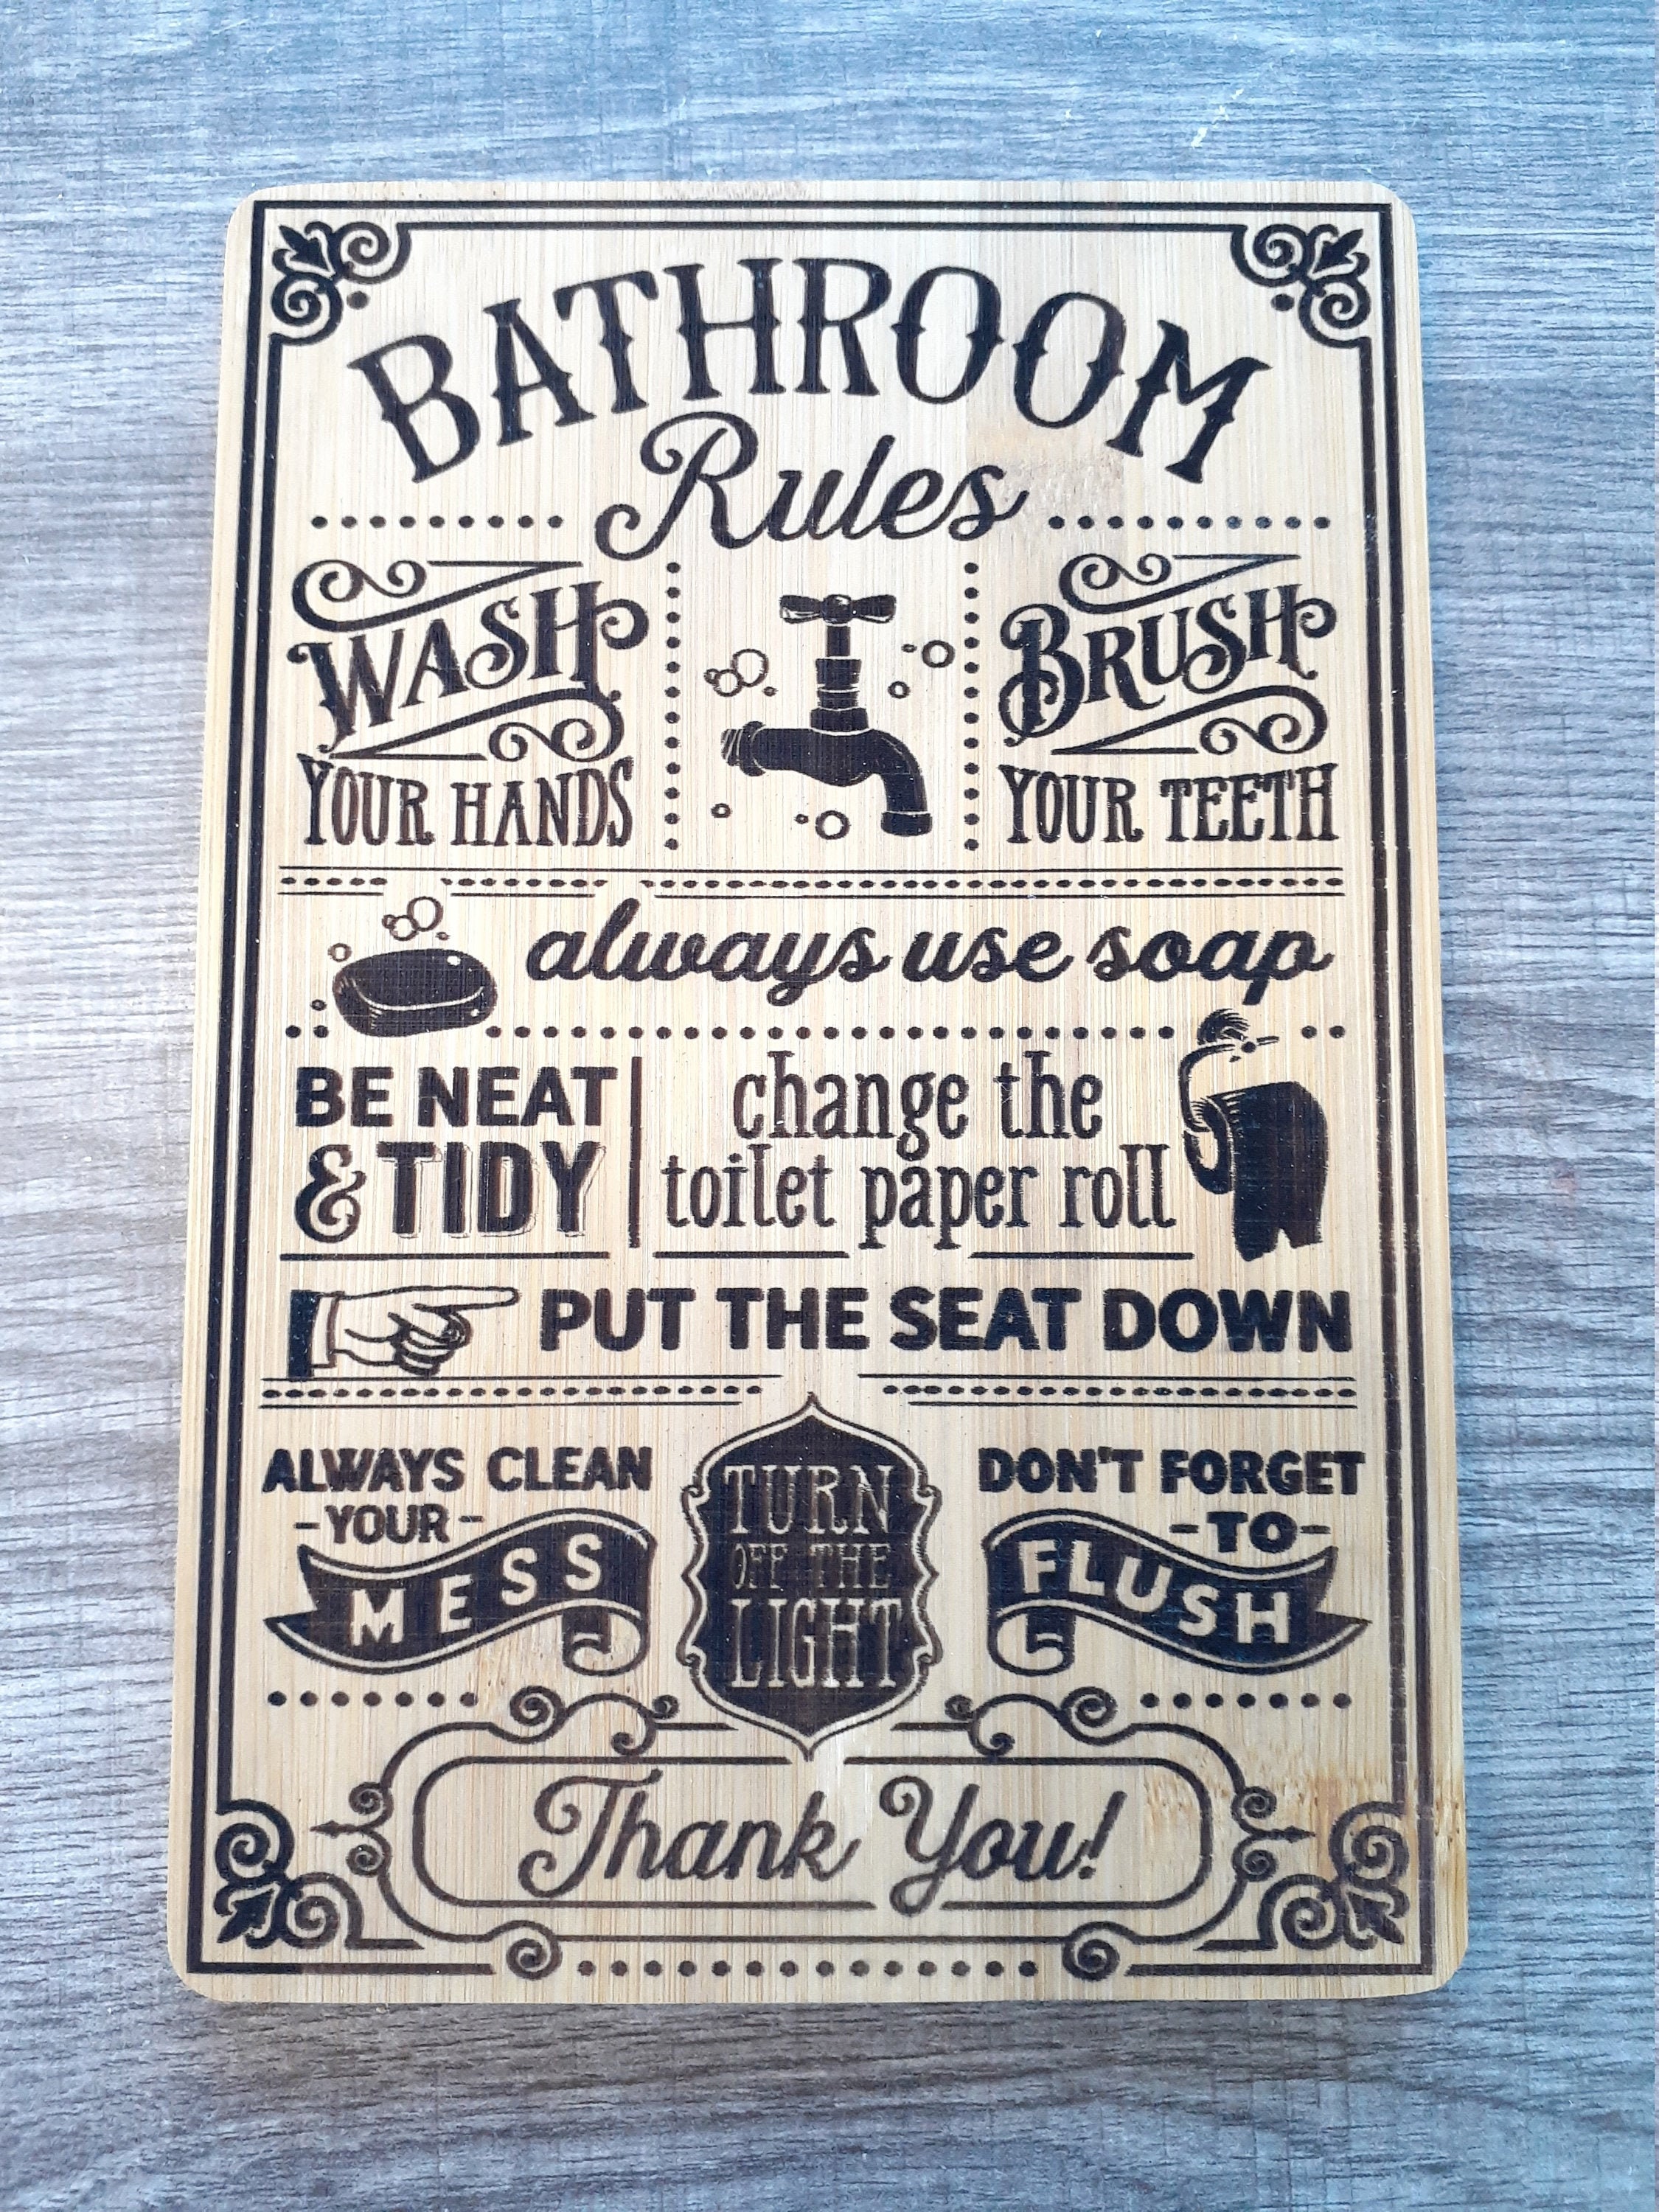 BATHROOM
Rules
WASH
YOUR HANDS
BRUSH
YOUR TEETH
always use soap
BE NEAT
& TIDY
change the
toilet paper roll
PUT THE SEAT DOWN
ALWAYS CLEAN
-YOUR-
MESS
TURN
OFF THE
LIGHT
DON'T FORGET
-TO-
FLUSH
Thank You!